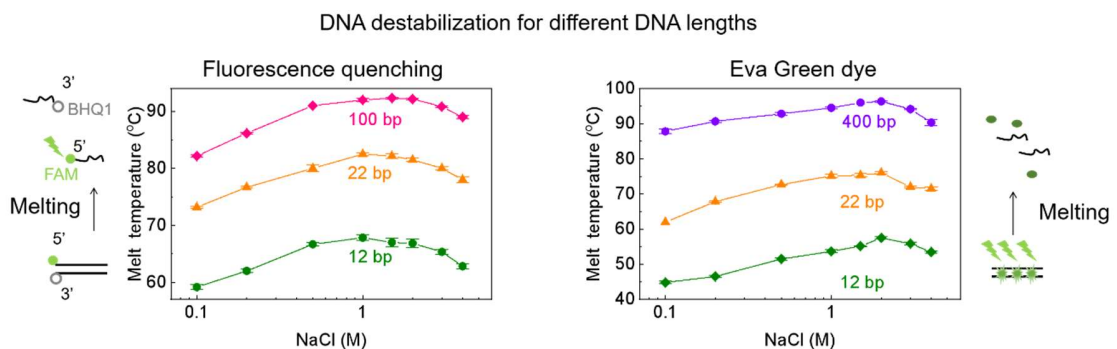 DNA destabilization for different DNA lengths
Fluorescence quenching
3’
BHQ1
5’
FAM
Melting
5’
3’
Melt temperature (°C)
90
80
70
60
100 bp
22 bp
12 bp
0.1
1
NaCl (M)
Eva Green dye
Melt temperature (°C)
100
90
80
70
60
50
40
400 bp
22 bp
12 bp
0.1
1
NaCl (M)
Melting